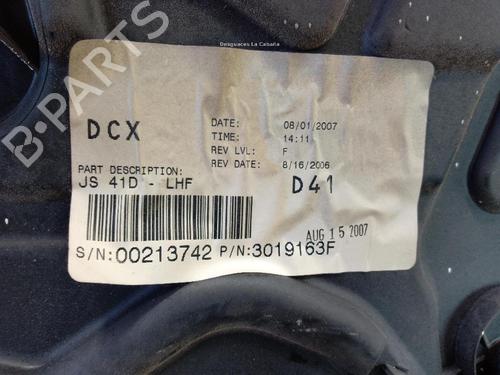 Desguaces La Cabaña
DCX
DATE: 08/01/2007
TIME: 14:11
REV LVL: F
REV DATE: 8/16/2006
PART DESCRIPTION:
JS 41D - LHF
D41
AUG 15 2007
S/N:00213742 P/N:3019163F
B-PARTS